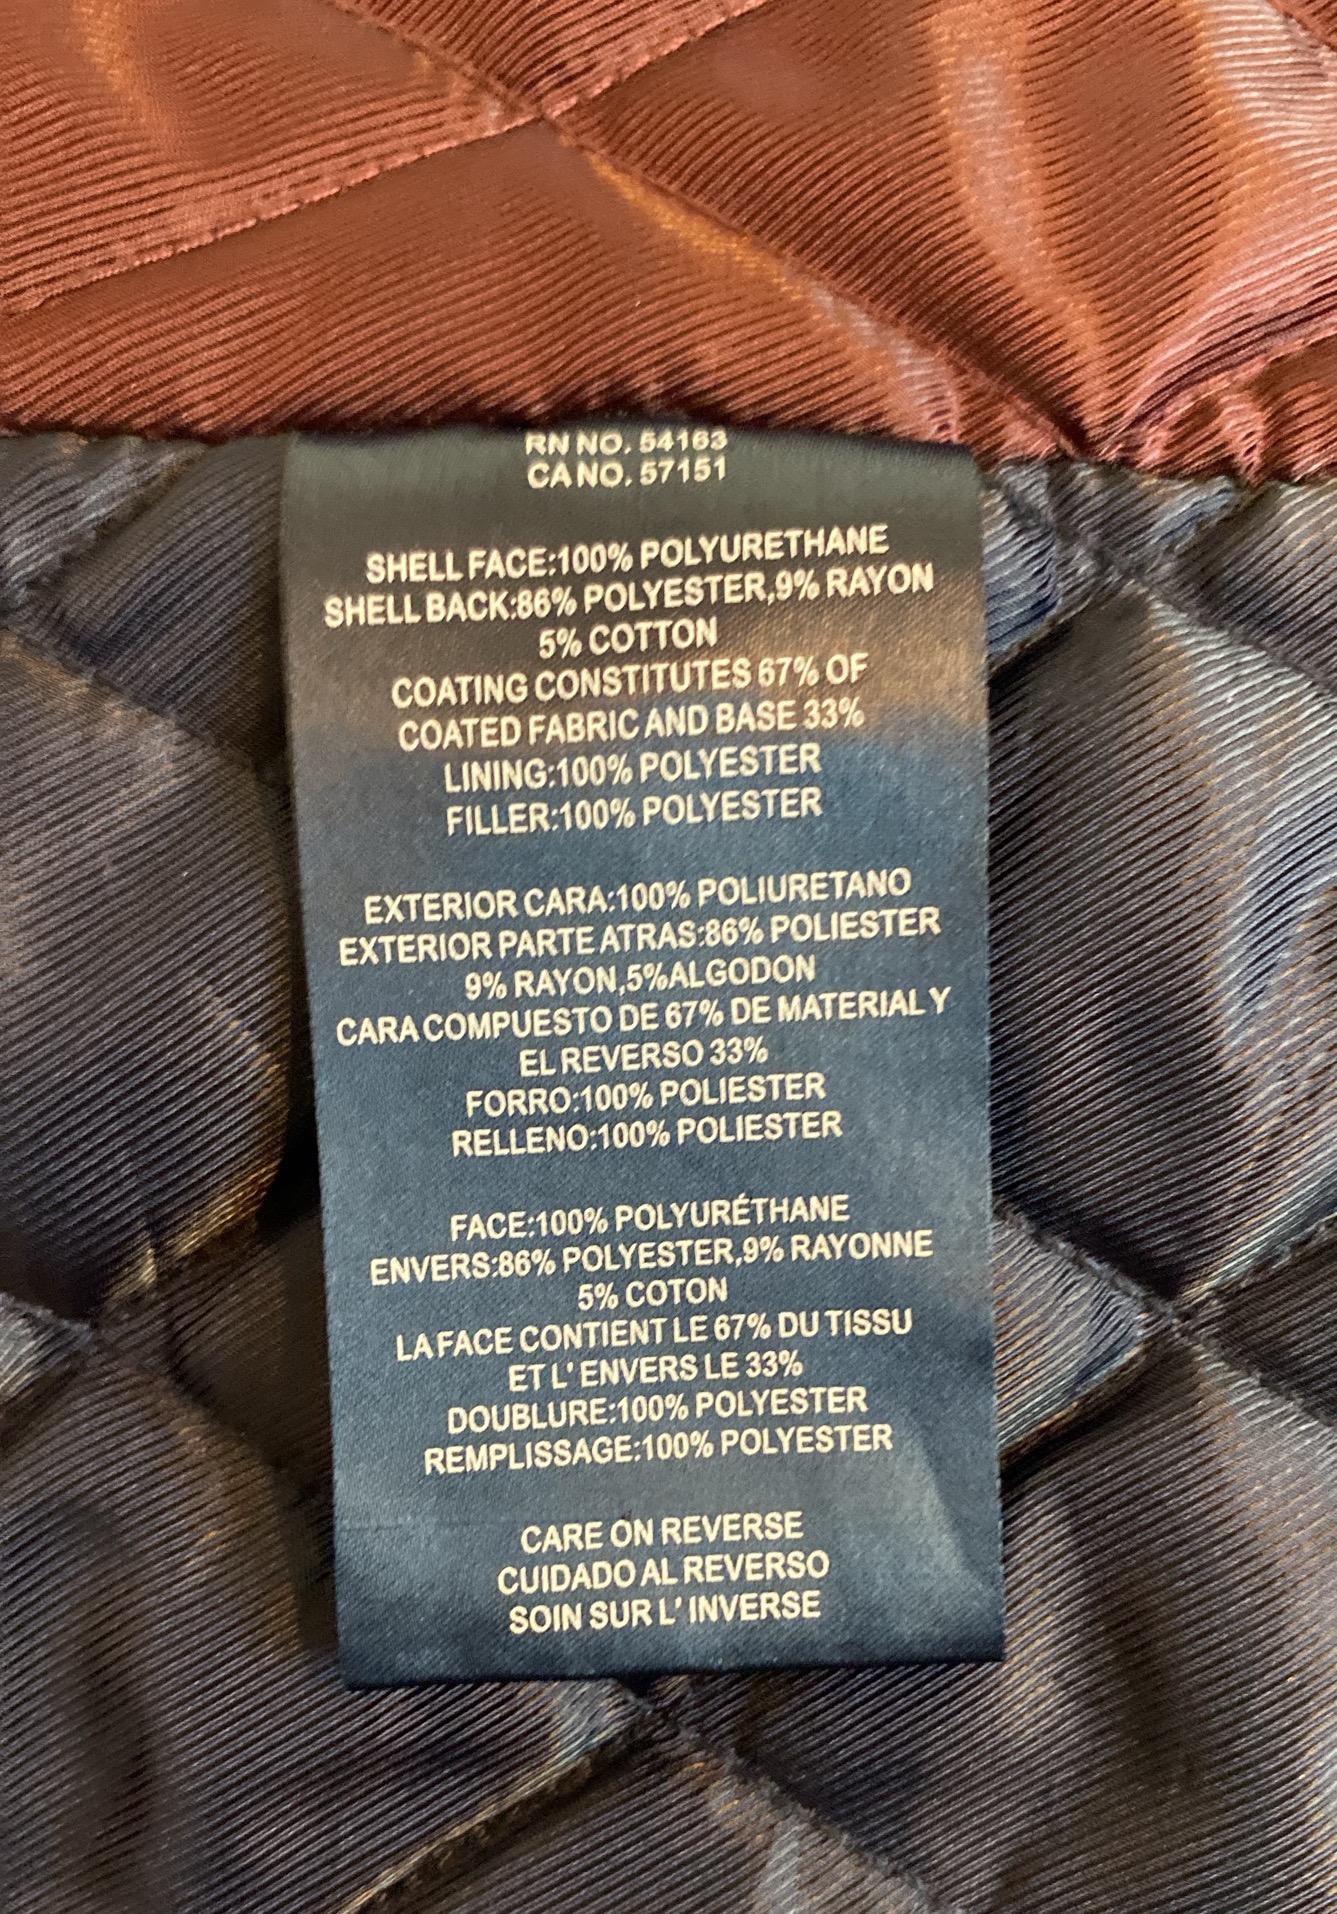 RN NO. 54163
CA NO. 57151
SHELL FACE:100% POLYURETHANE
SHELL BACK:86% POLYESTER,9% RAYON
5% COTTON
COATING CONSTITUTES 67% OF
COATED FABRIC AND BASE 33%
LINING:100% POLYESTER
FILLER:100% POLYESTER
EXTERIOR CARA:100% POLIURETANO
EXTERIOR PARTE ATRAS:86% POLIESTER
9% RAYON,5%ALGODON
CARA COMPUESTO DE 67% DE MATERIAL Y
EL REVERSO 33%
FORRO:100% POLIESTER
RELLENO:100% POLIESTER
FACE:100% POLYURÉTHANE
ENVERS:86% POLYESTER,9% RAYONNE
5% COTON
LA FACE CONTIENT LE 67% DU TISSU
ET L' ENVERS LE 33%
DOUBLURE:100% POLYESTER
REMPLISSAGE:100% POLYESTER
CARE ON REVERSE
CUIDADO AL REVERSO
SOIN SUR L' INVERSE